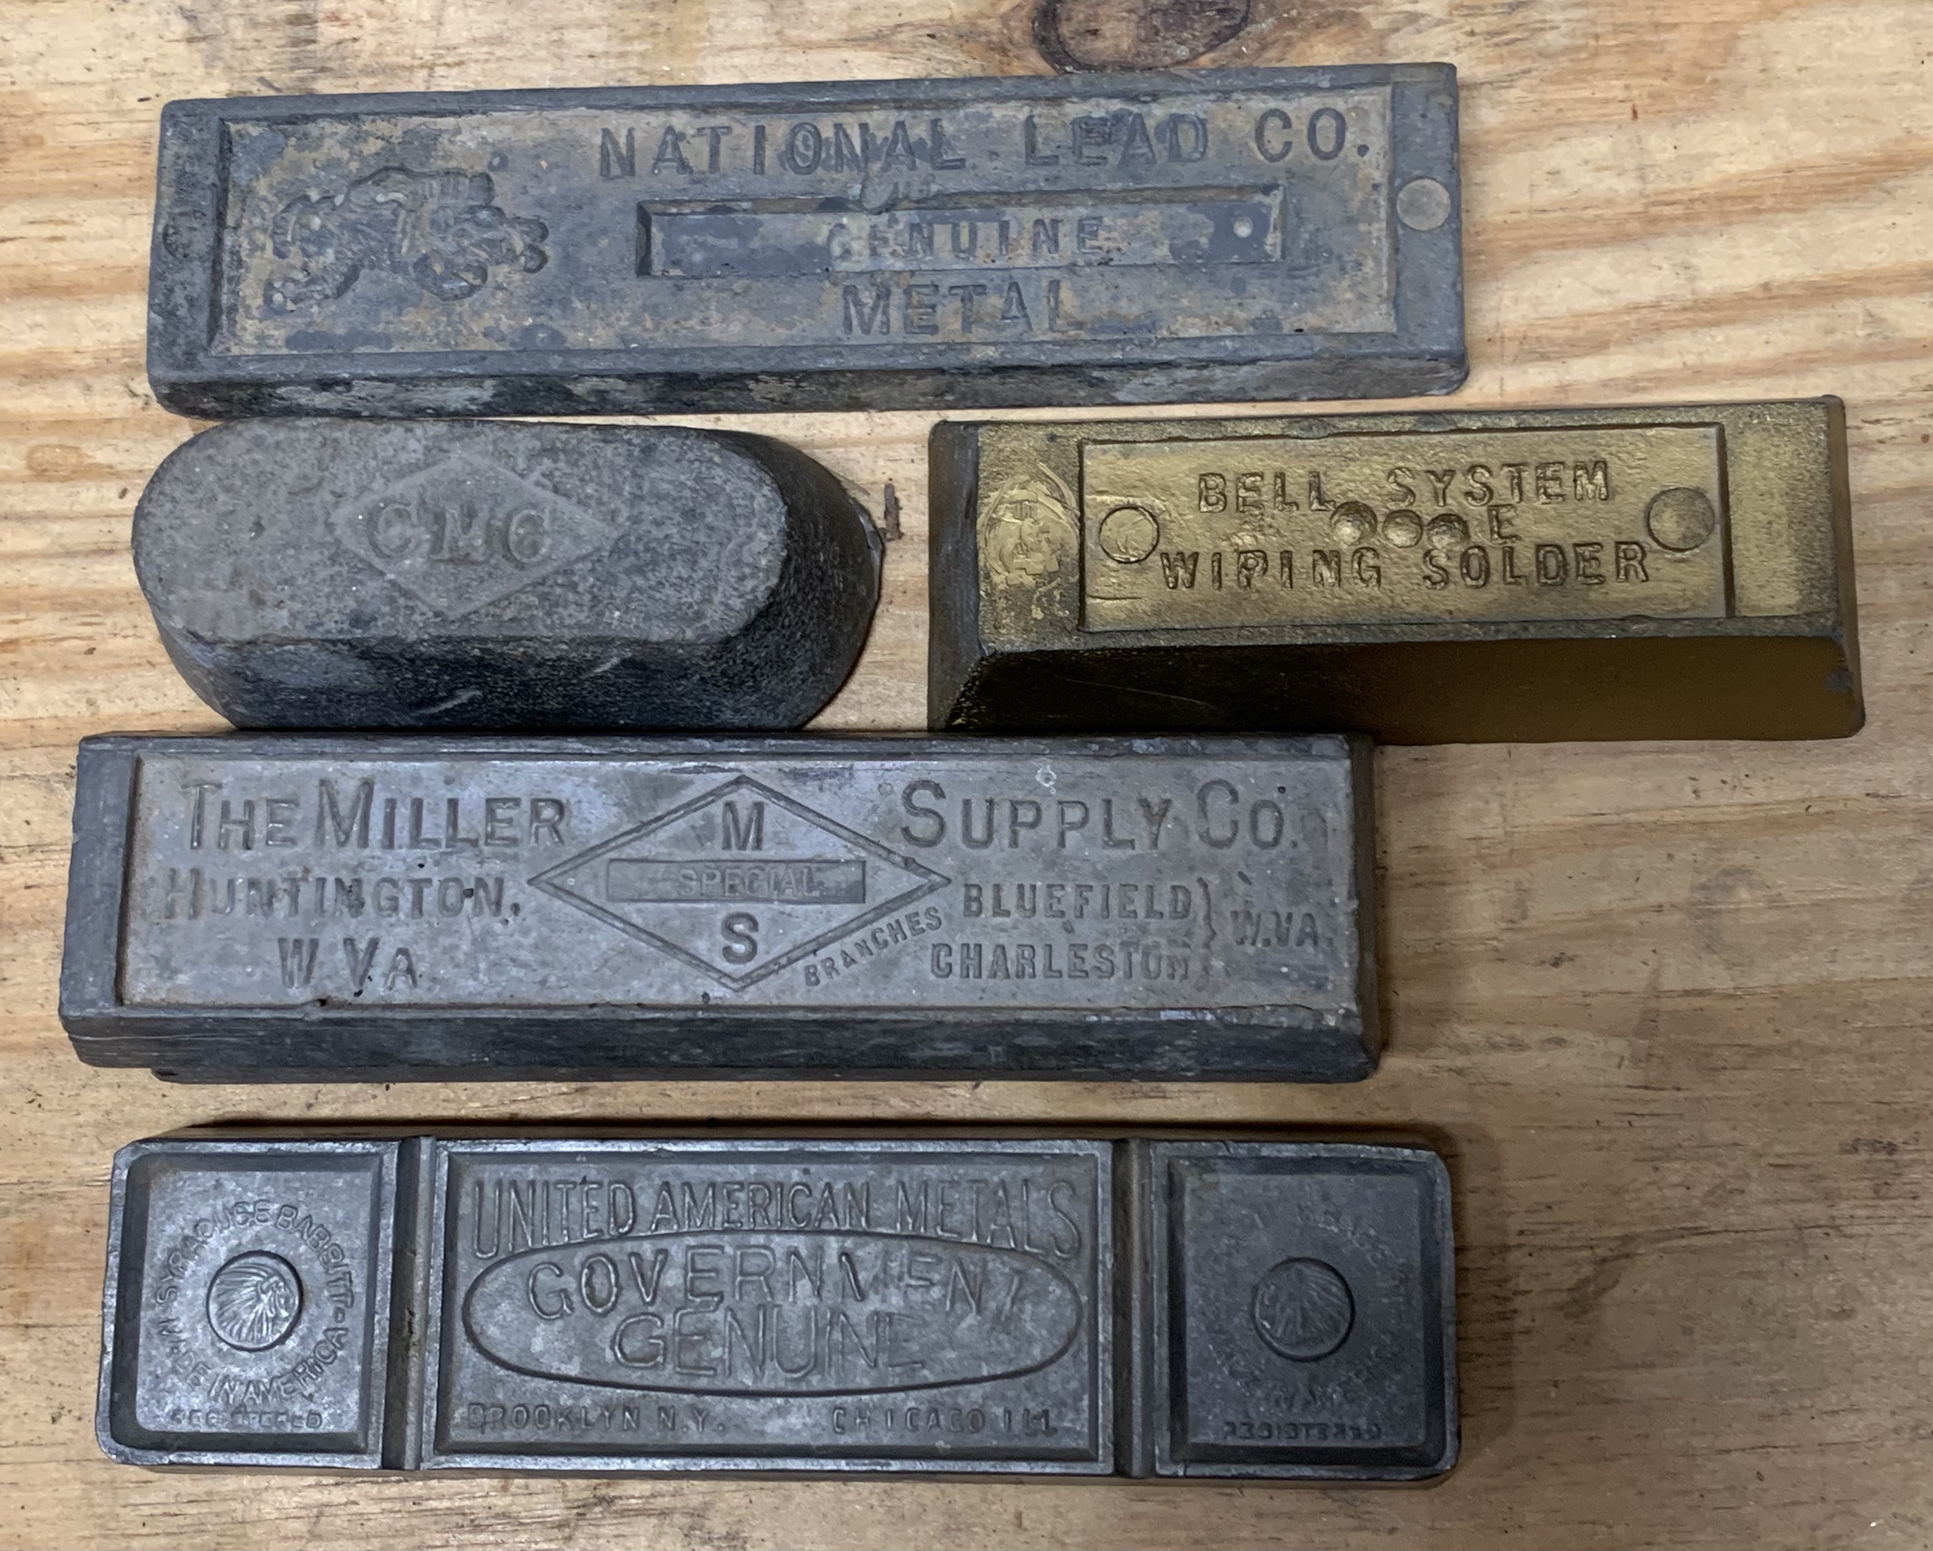 NATIONAL LEAD CO.
GENUINE
METAL
CMC
BELL SYSTEM
E
WIPING SOLDER
THE MILLER SUPPLY CO.
HUNTINGTON,
W. VA
M
SPECIAL
S
BRANCHES
BLUEFIELD
CHARLESTON
W.VA.
SYRACUSE BABBITT
IN AMERICA
REGISTERED
UNITED AMERICAN METALS
GOVERNMENT
GENUINE
BROOKLYN N.Y. CHICAGO ILL
REGISTERED